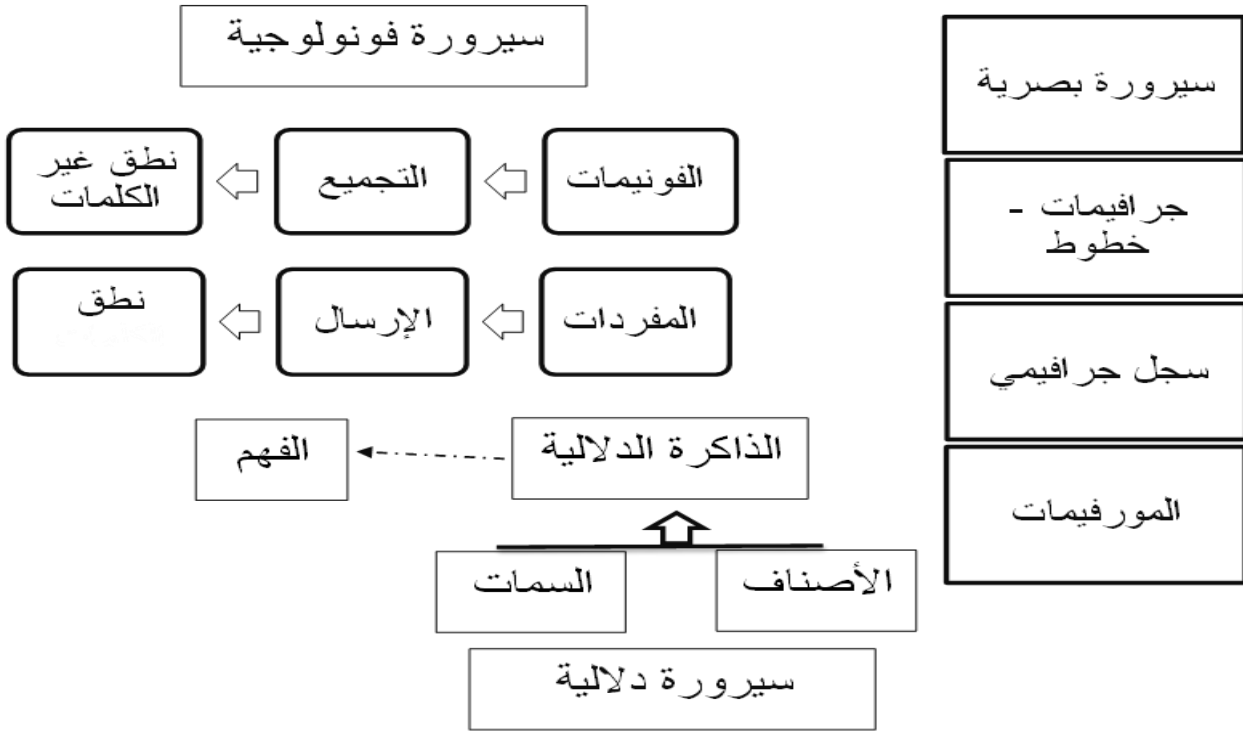 سيرورة فونولوجية
سيرورة بصرية
جرافيمات -
خطوط
سجل جرافيمي
المورفيمات
الفونيمات
التجميع
نطق غير
الكلمات
المفردات
الإرسال
نطق
الذاكرة الدلالية
الفهم
الأصناف
السمات
سيرورة دلالية